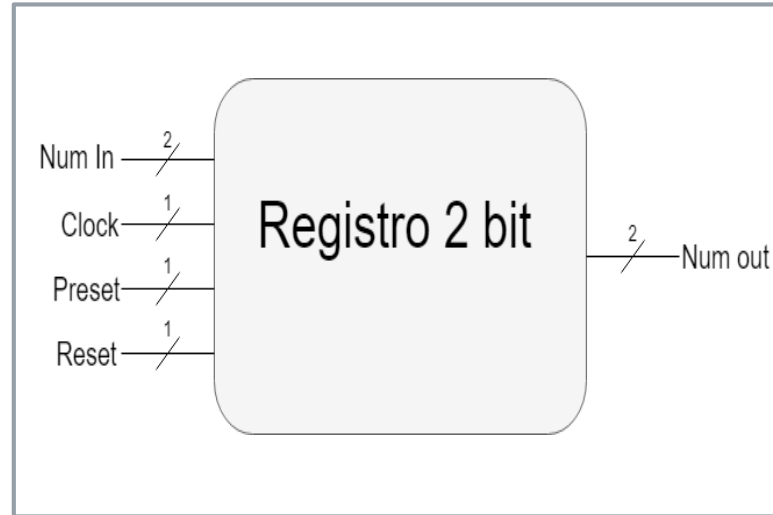 Num In
2
Clock
1
Preset
1
Reset
1
Registro 2 bit
2
Num out